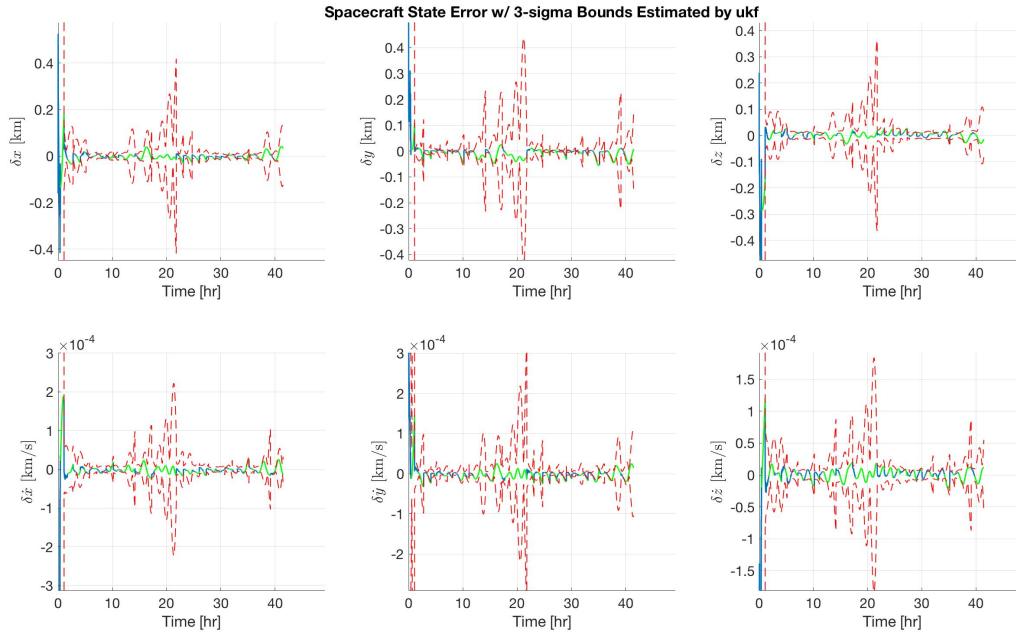 Spacecraft State Error w/ 3-sigma Bounds Estimated by ukf
δx [km]
0.4
0.2
0
-0.2
-0.4
0 10 20 30 40
Time [hr]
δy [km]
0.4
0.3
0.2
0.1
0
-0.1
-0.2
-0.3
-0.4
0 10 20 30 40
Time [hr]
δz [km]
0.4
0.3
0.2
0.1
0
-0.1
-0.2
-0.3
-0.4
0 10 20 30 40
Time [hr]
×10⁻⁴
δẋ [km/s]
3
2
1
0
-1
-2
-3
0 10 20 30 40
Time [hr]
×10⁻⁴
δẏ [km/s]
3
2
1
0
-1
-2
0 10 20 30 40
Time [hr]
×10⁻⁴
δż [km/s]
1.5
1
0.5
0
-0.5
-1
-1.5
0 10 20 30 40
Time [hr]